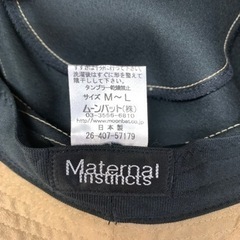 洗濯後はすぐに形を整えて
陰干しして下さい。
タンブラー乾燥禁止
サイズ M～L
ムーンバット(株)
03-3556-6810
http://www.moonbat.co.jp
日本製
26-407-57179
Maternal
Instincts